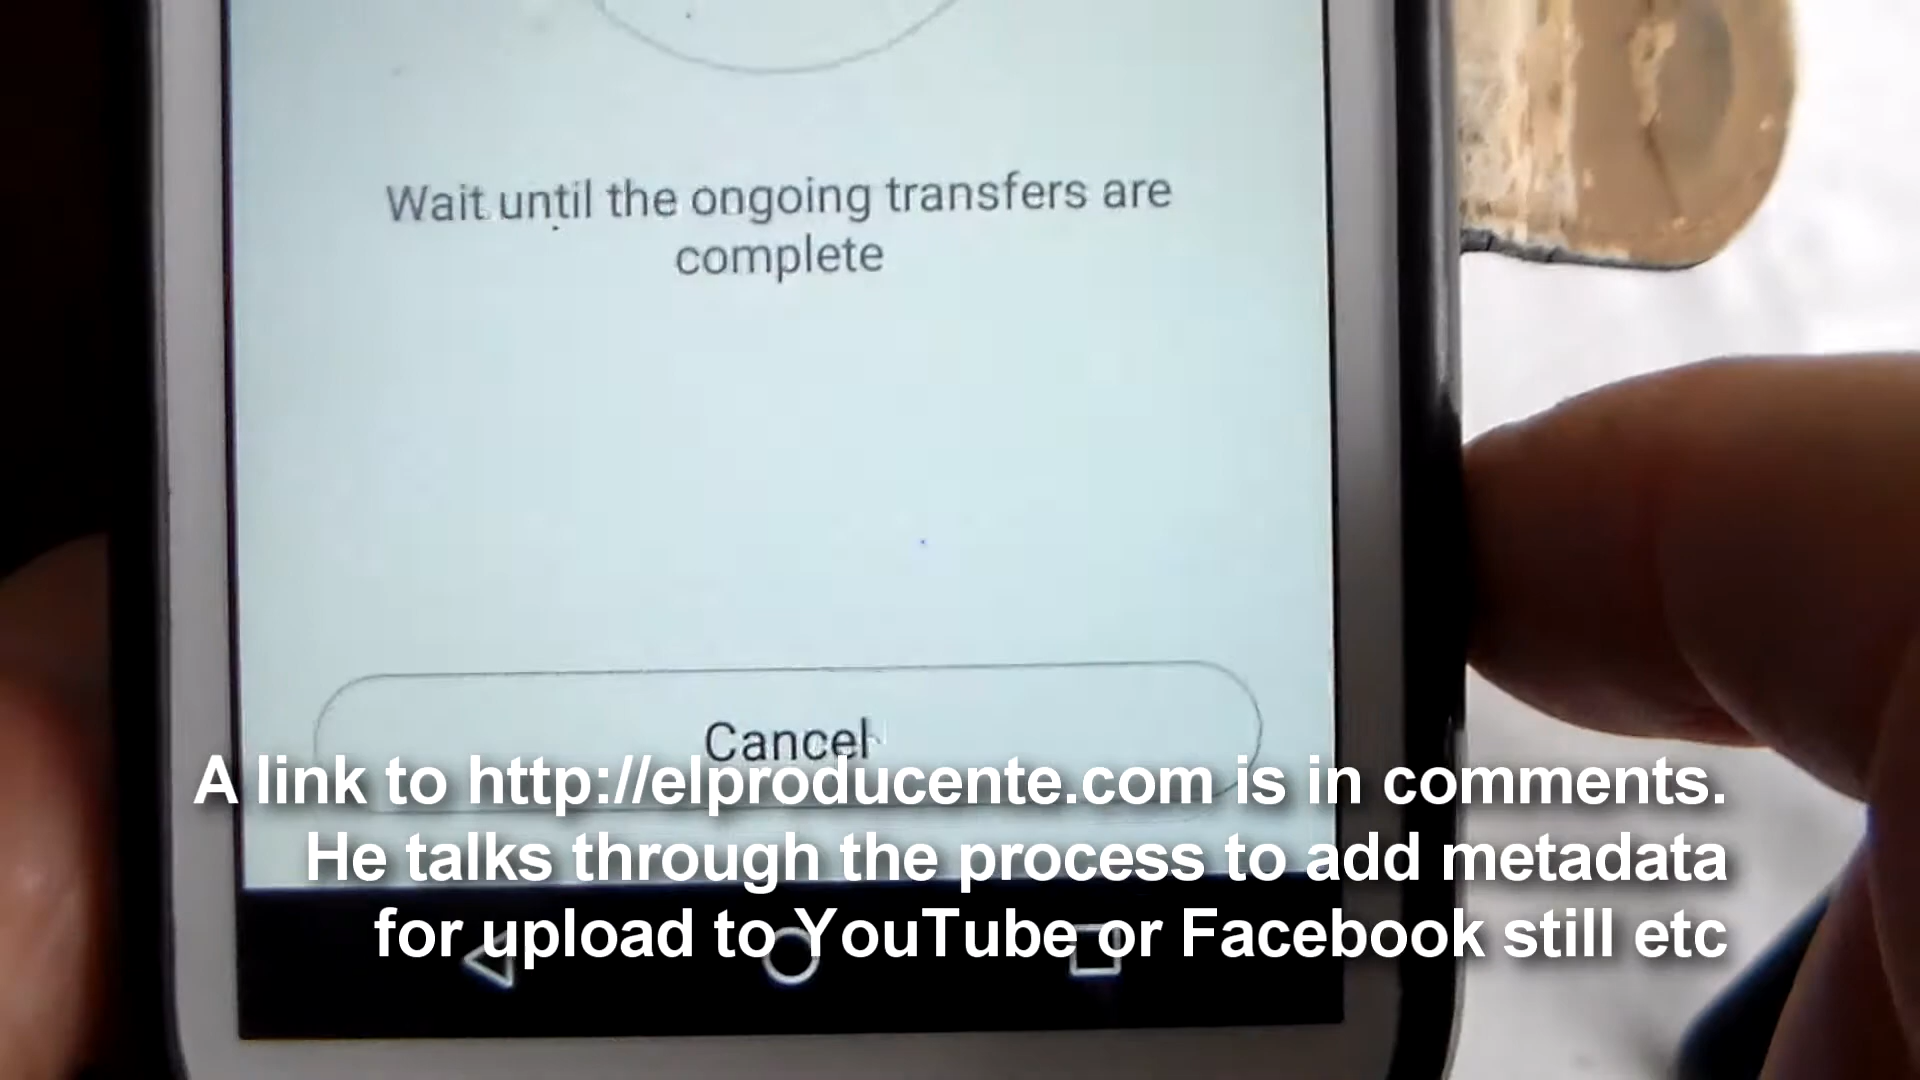 Wait until the ongoing transfers are
complete
Cancel
A link to http://elproducente.com is in comments.
He talks through the process to add metadata
for upload to YouTube or Facebook still etc